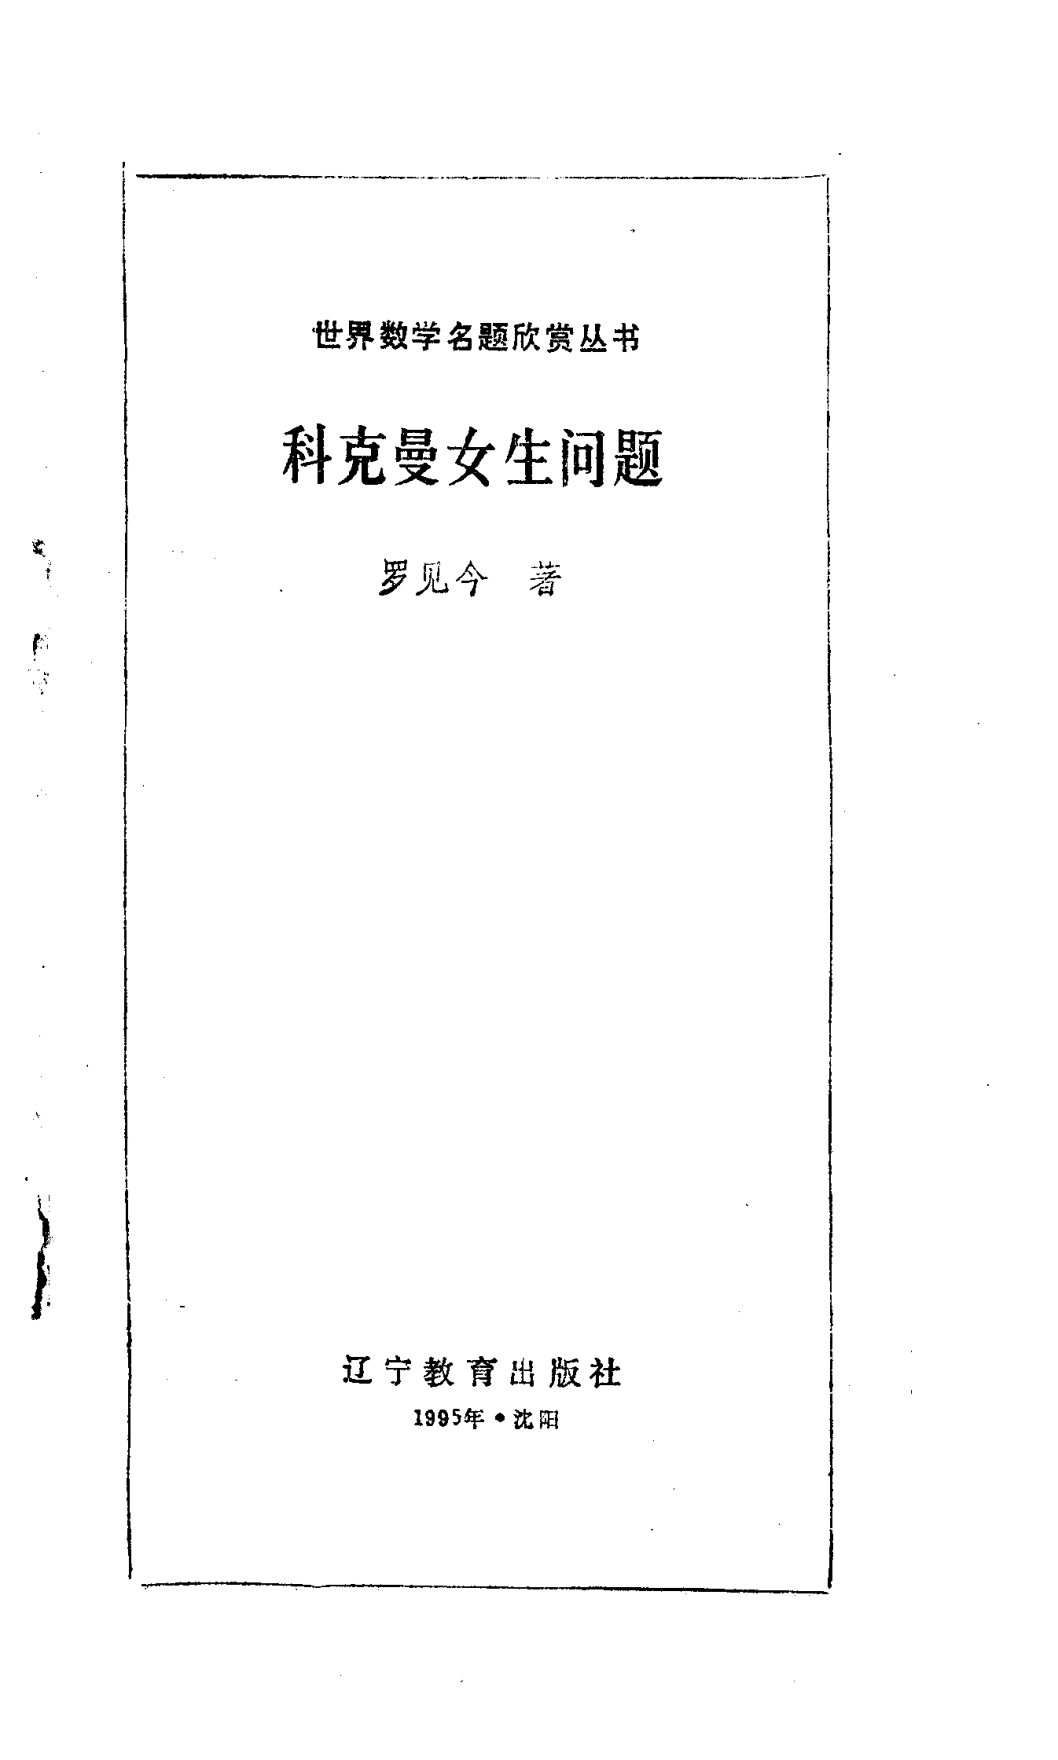 世界数学名题欣赏丛书
科克曼女生问题
罗见今 著
辽宁教育出版社
1995年•沈阳